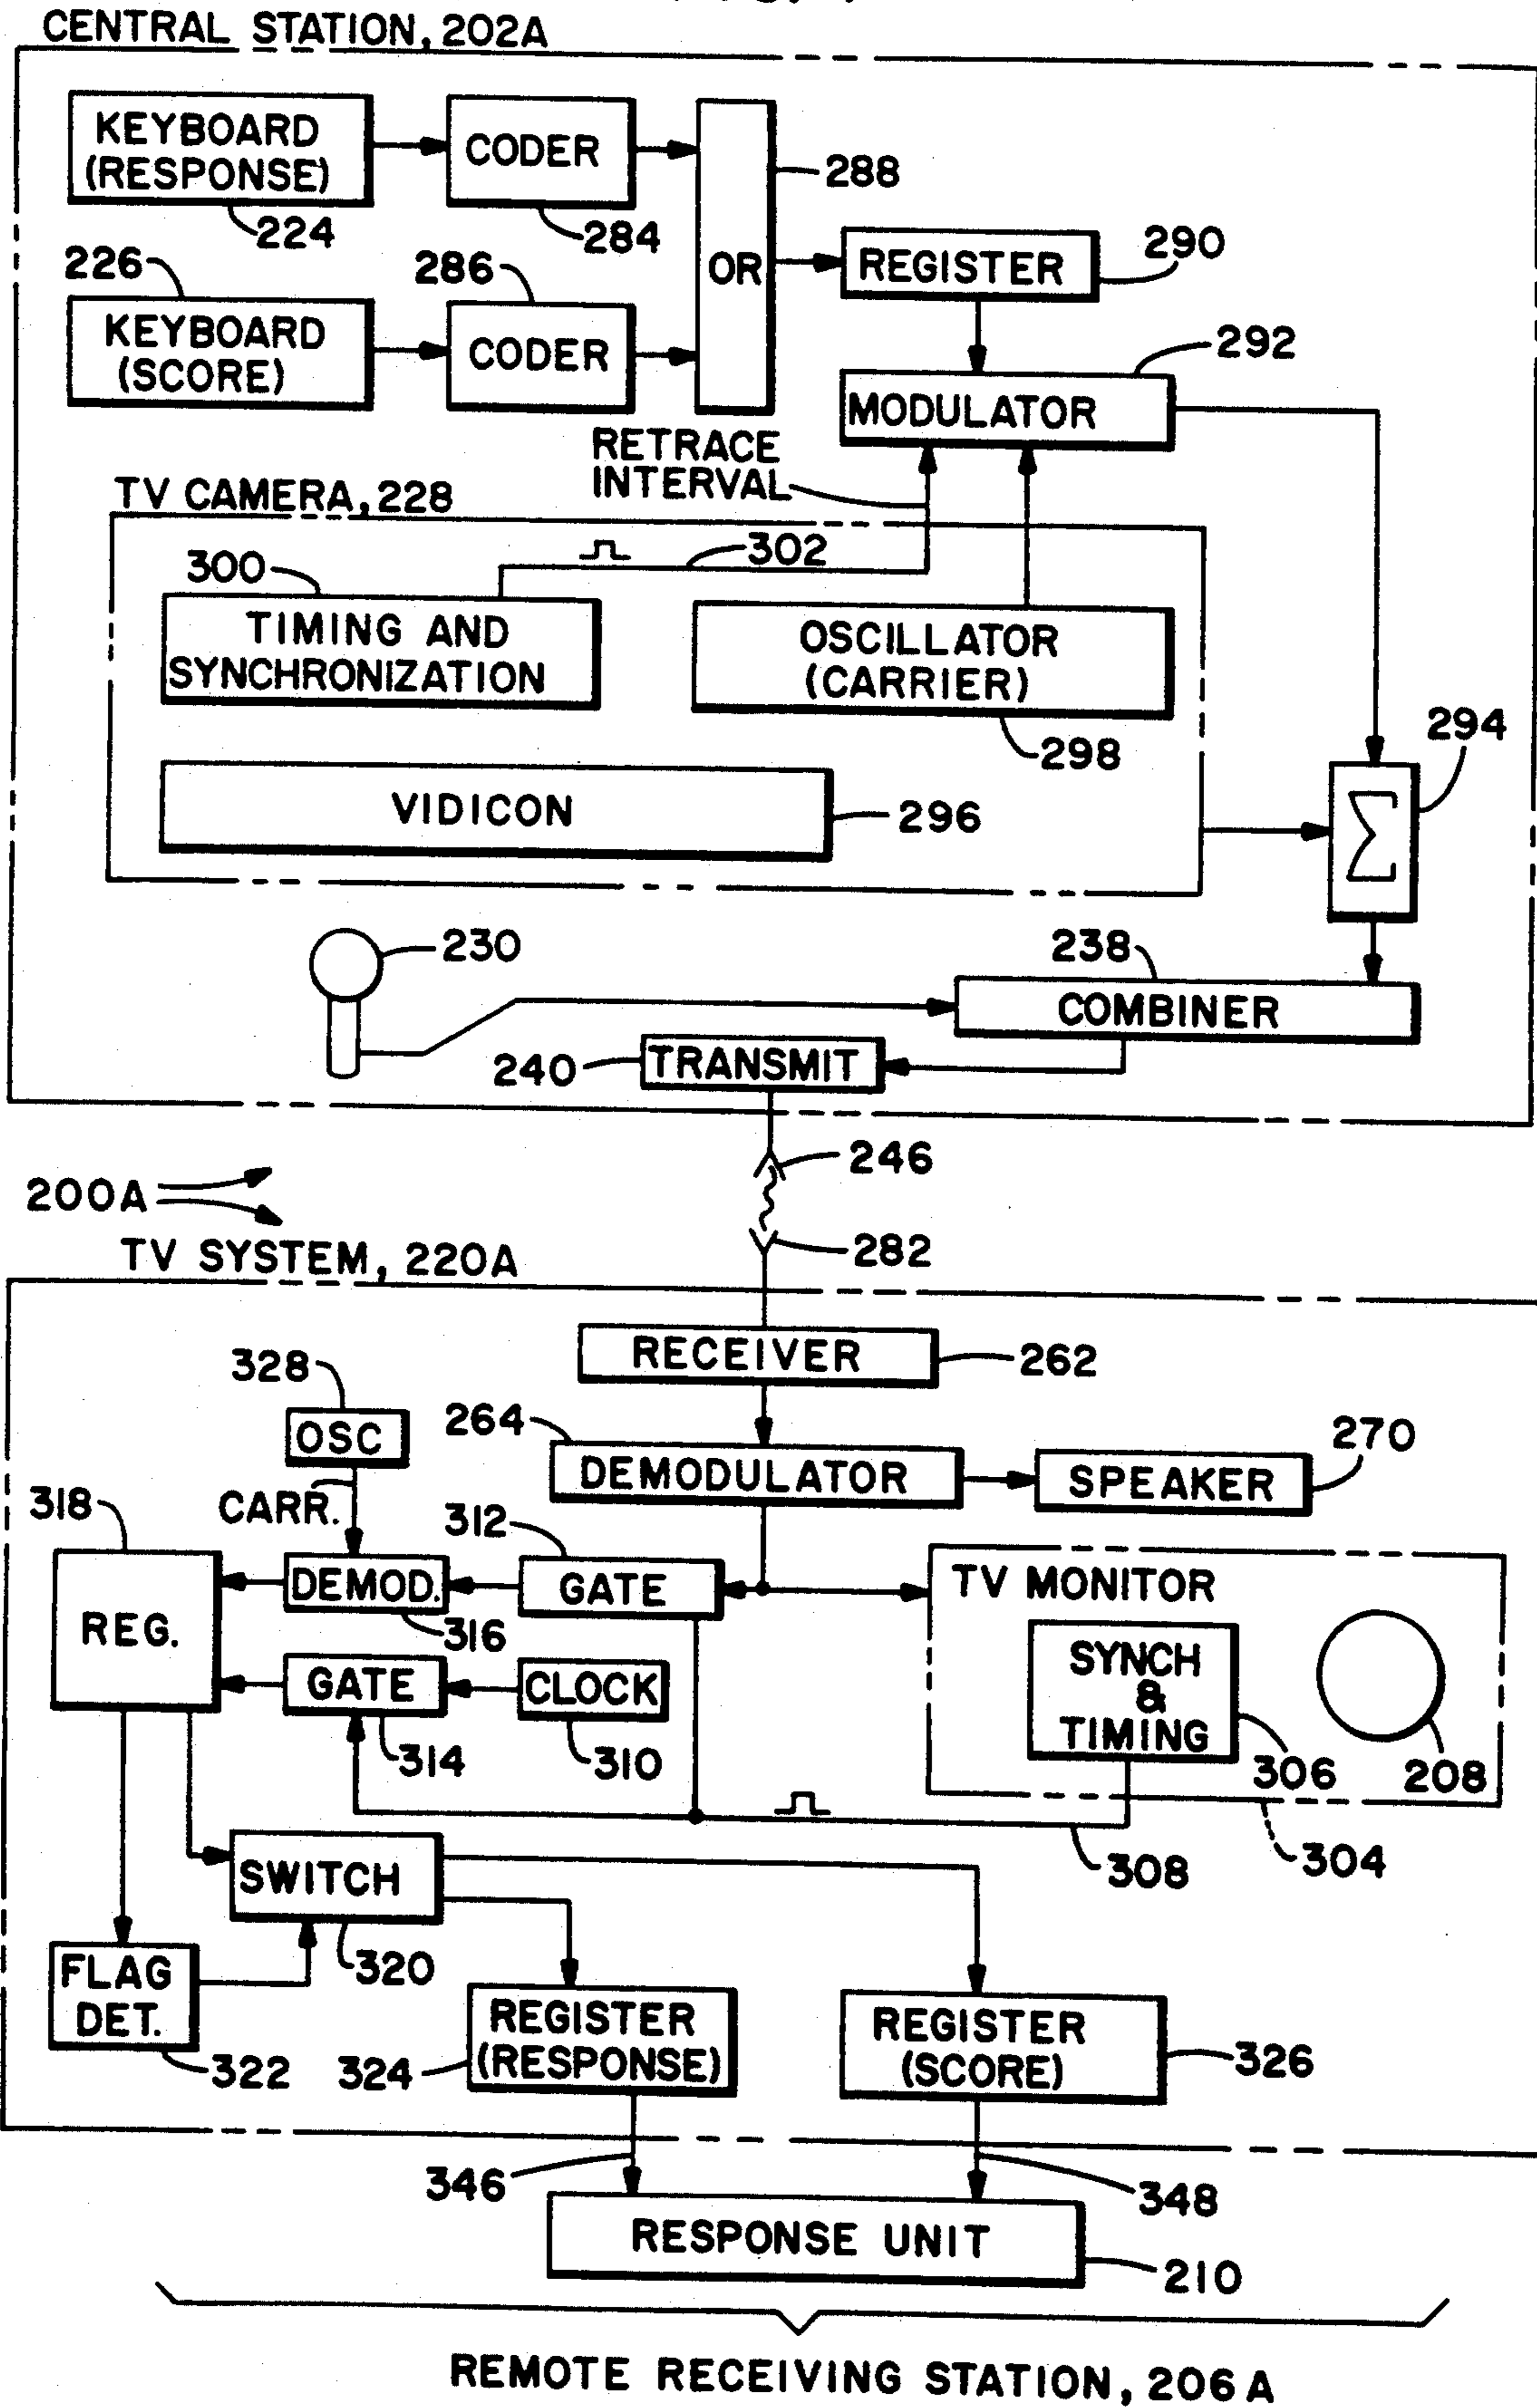 CENTRAL STATION, 202A
KEYBOARD
(RESPONSE)
224
CODER
284
288
OR
226
KEYBOARD
(SCORE)
286
CODER
REGISTER
290
292
MODULATOR
RETRACE
INTERVAL
TV CAMERA, 228
300
302
TIMING AND
SYNCHRONIZATION
OSCILLATOR
(CARRIER)
298
VIDICON
296
294
Σ
230
238
COMBINER
240
TRANSMIT
246
200A
282
TV SYSTEM, 220A
RECEIVER
262
328
OSC
CARR.
264
DEMODULATOR
SPEAKER
270
318
REG.
DEMOD.
316
312
GATE
GATE
314
CLOCK
310
TV MONITOR
SYNCH
&
TIMING
306
208
304
308
SWITCH
320
FLAG
DET.
322
REGISTER
(RESPONSE)
324
REGISTER
(SCORE)
326
346
348
RESPONSE UNIT
210
REMOTE RECEIVING STATION, 206A